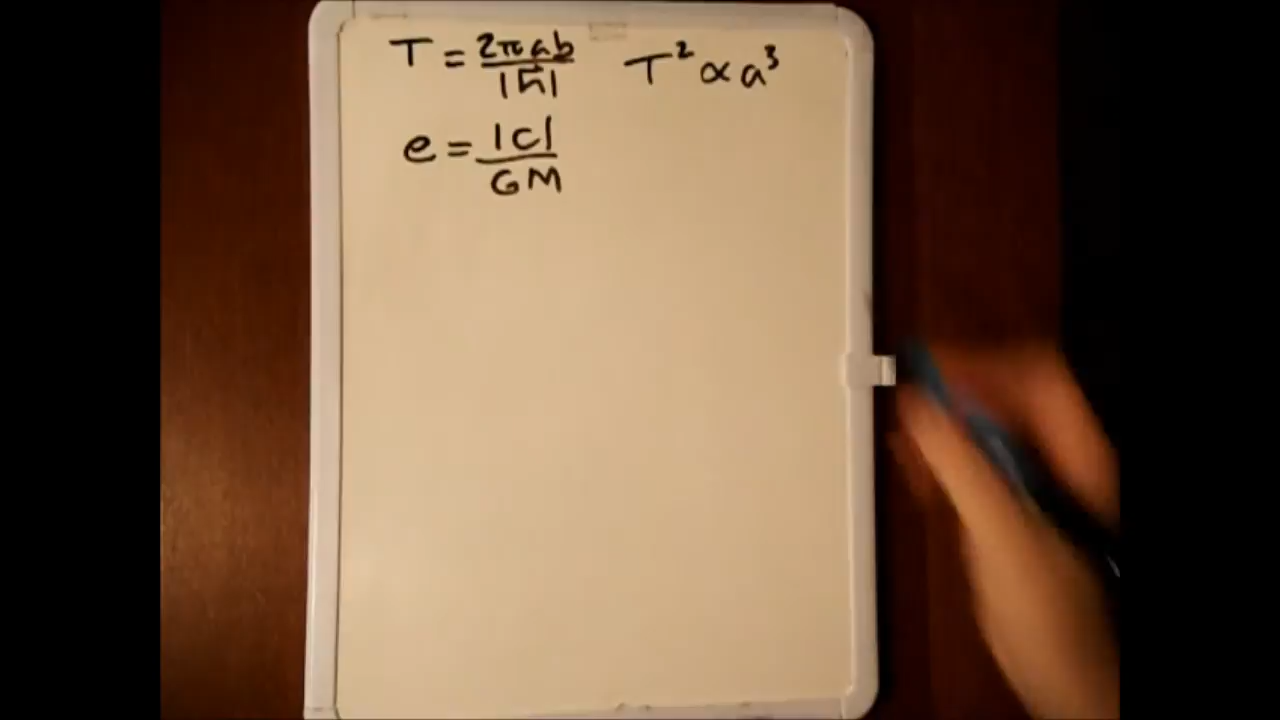 T = 2πab / |h⃗|   T² ∝ a³
e = |c| / GM